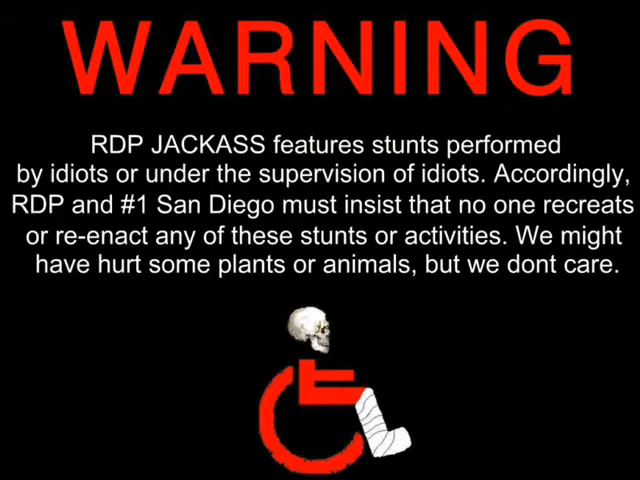 WARNING
RDP JACKASS features stunts performed
by idiots or under the supervision of idiots. Accordingly,
RDP and #1 San Diego must insist that no one recreats
or re-enact any of these stunts or activities. We might
have hurt some plants or animals, but we dont care.